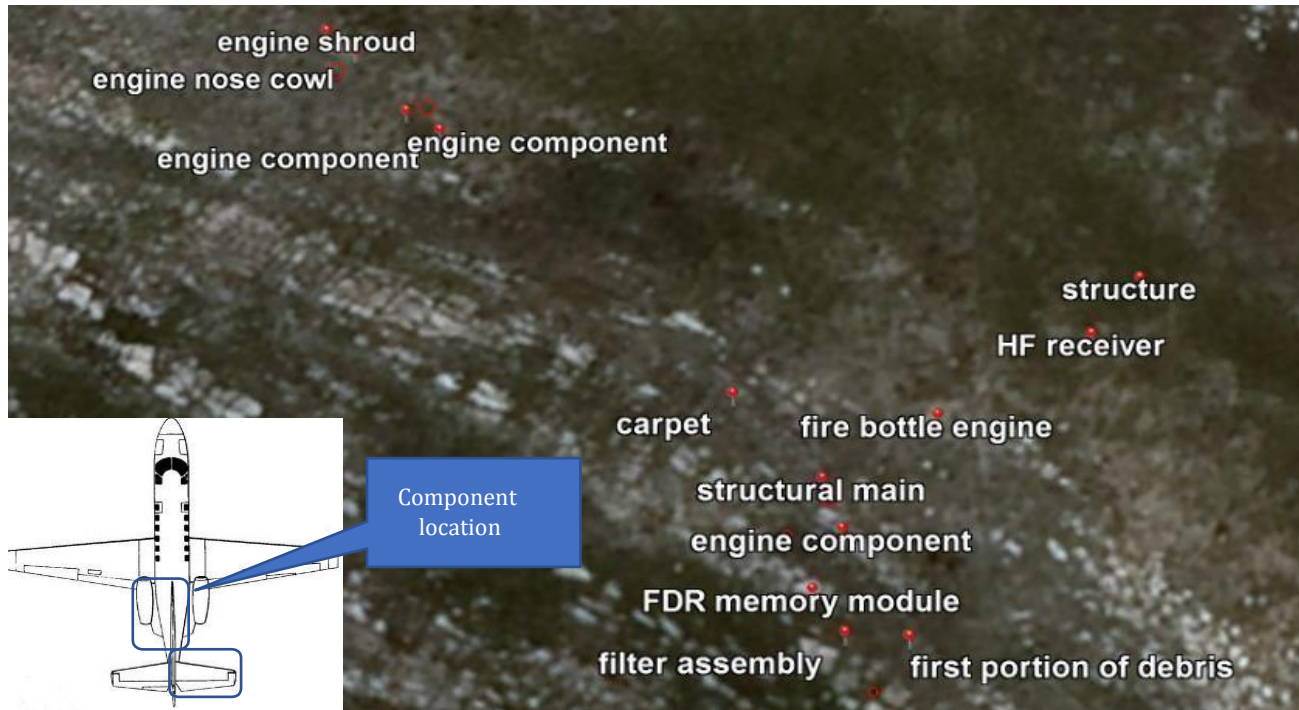 engine shroud
engine nose cowl
engine component
engine component
structure
HF receiver
carpet
fire bottle engine
structural main
engine component
FDR memory module
filter assembly
first portion of debris
Component
location